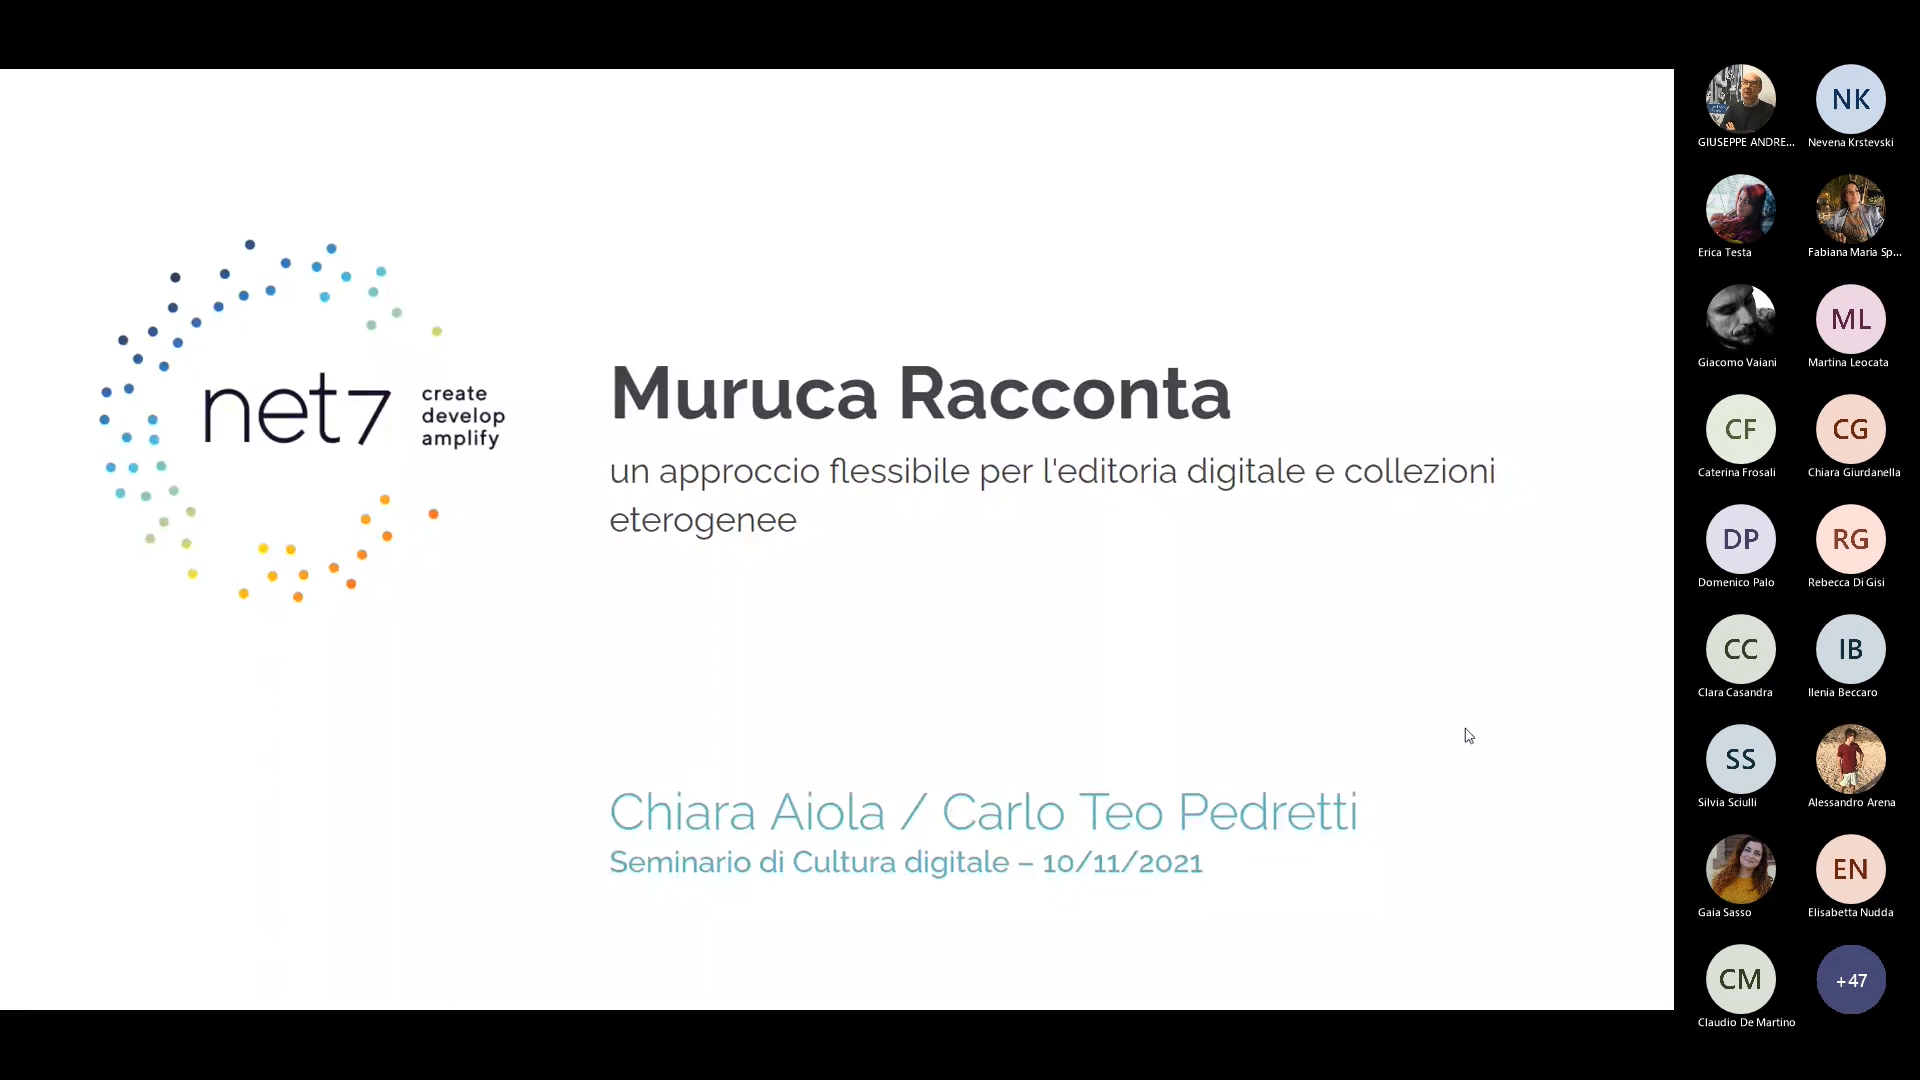 net7
create
develop
amplify
Muruca Racconta
un approccio flessibile per l'editoria digitale e collezioni
eterogenee
Chiara Aiola / Carlo Teo Pedretti
Seminario di Cultura digitale – 10/11/2021
GIUSEPPE ANDRE...
NK
Nevena Krstevski
Erica Testa
Fabiana Maria Sp...
Giacomo Vaiani
ML
Martina Leocata
CF
Caterina Frosali
CG
Chiara Giurdanella
DP
Domenico Palo
RG
Rebecca Di Gisi
CC
Clara Casandra
IB
Ilenia Beccaro
SS
Silvia Sciulli
Alessandro Arena
Gaia Sasso
EN
Elisabetta Nudda
CM
Claudio De Martino
+47